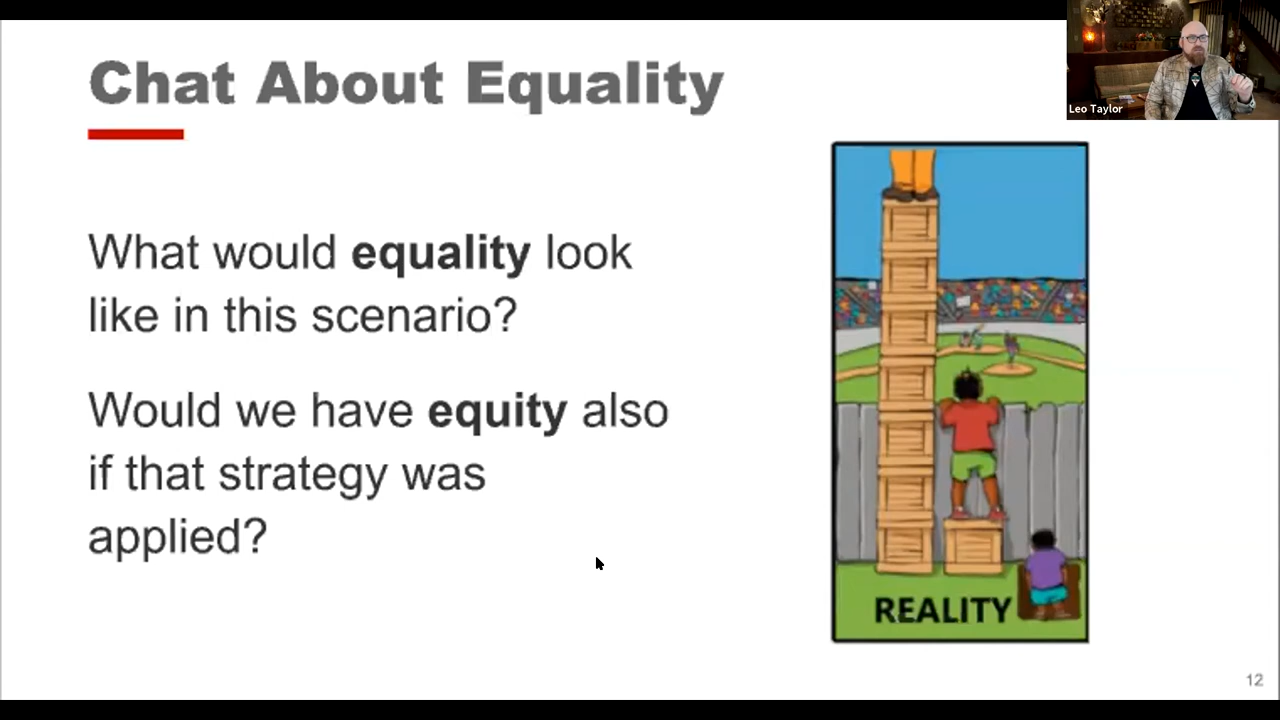 Chat About Equality
Leo Taylor
What would equality look
like in this scenario?
Would we have equity also
if that strategy was
applied?
REALITY
12